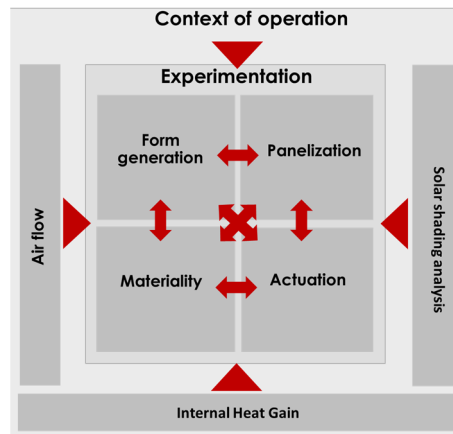 Context of operation
Experimentation
Form
generation
Panelization
Air flow
Solar shading analysis
Materiality
Actuation
Internal Heat Gain